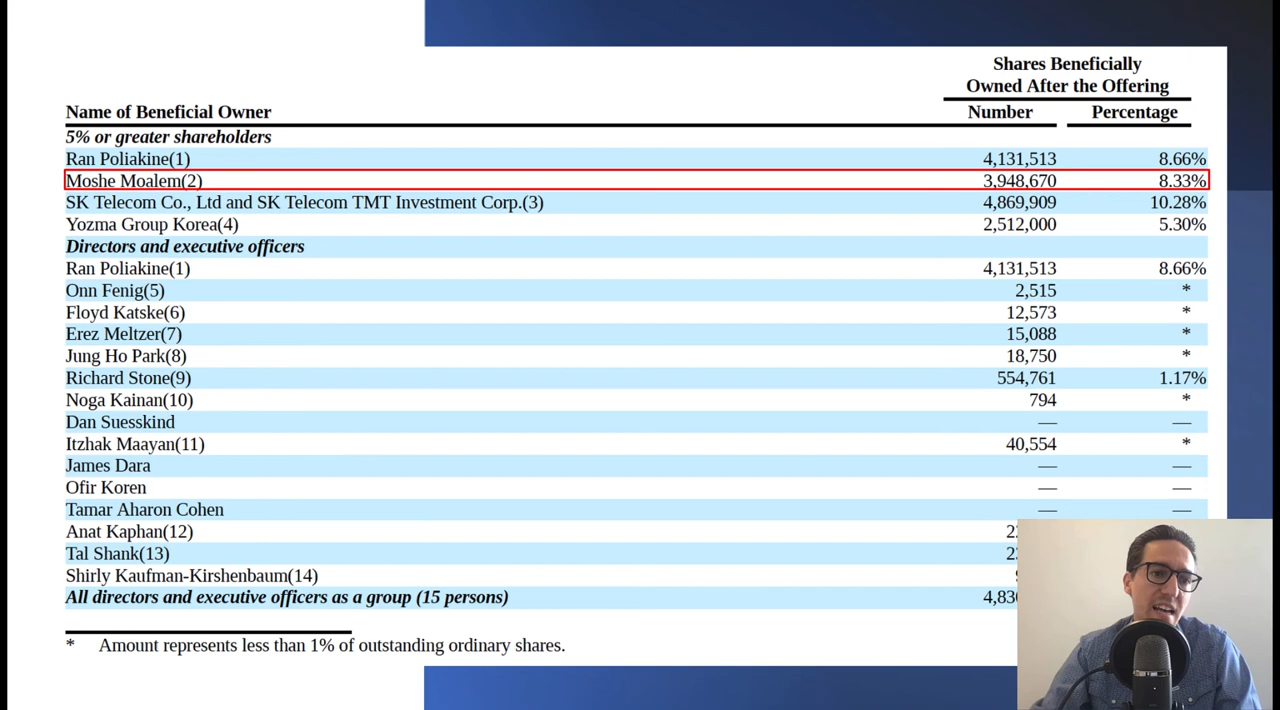 Shares Beneficially
Owned After the Offering
Name of Beneficial Owner Number Percentage
5% or greater shareholders
Ran Poliakine(1) 4,131,513 8.66%
Moshe Moalem(2) 3,948,670 8.33%
SK Telecom Co., Ltd and SK Telecom TMT Investment Corp.(3) 4,869,909 10.28%
Yozma Group Korea(4) 2,512,000 5.30%
Directors and executive officers
Ran Poliakine(1) 4,131,513 8.66%
Onn Fenig(5) 2,515 *
Floyd Katske(6) 12,573 *
Erez Meltzer(7) 15,088 *
Jung Ho Park(8) 18,750 *
Richard Stone(9) 554,761 1.17%
Noga Kainan(10) 794 *
Dan Suesskind — —
Itzhak Maayan(11) 40,554 *
James Dara — —
Ofir Koren — —
Tamar Aharon Cohen — —
Anat Kaphan(12)
Tal Shank(13)
Shirly Kaufman-Kirshenbaum(14)
All directors and executive officers as a group (15 persons)
* Amount represents less than 1% of outstanding ordinary shares.